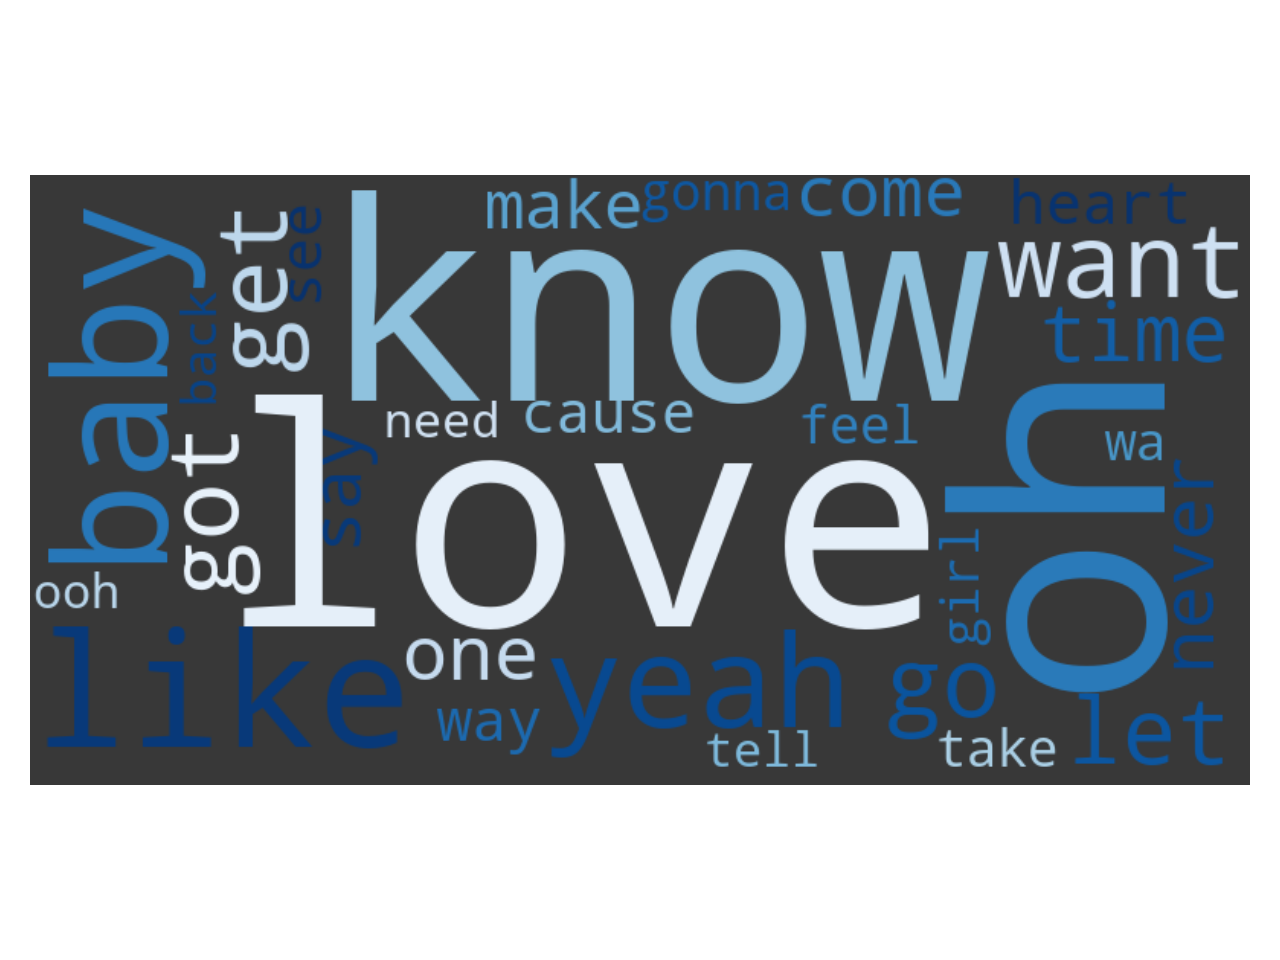 make
gonna
come
heart
know
want
baby
get
see
back
time
love
need
cause
feel
oh
wa
got
say
never
girl
ooh
like
one
yeah
go
let
way
tell
take